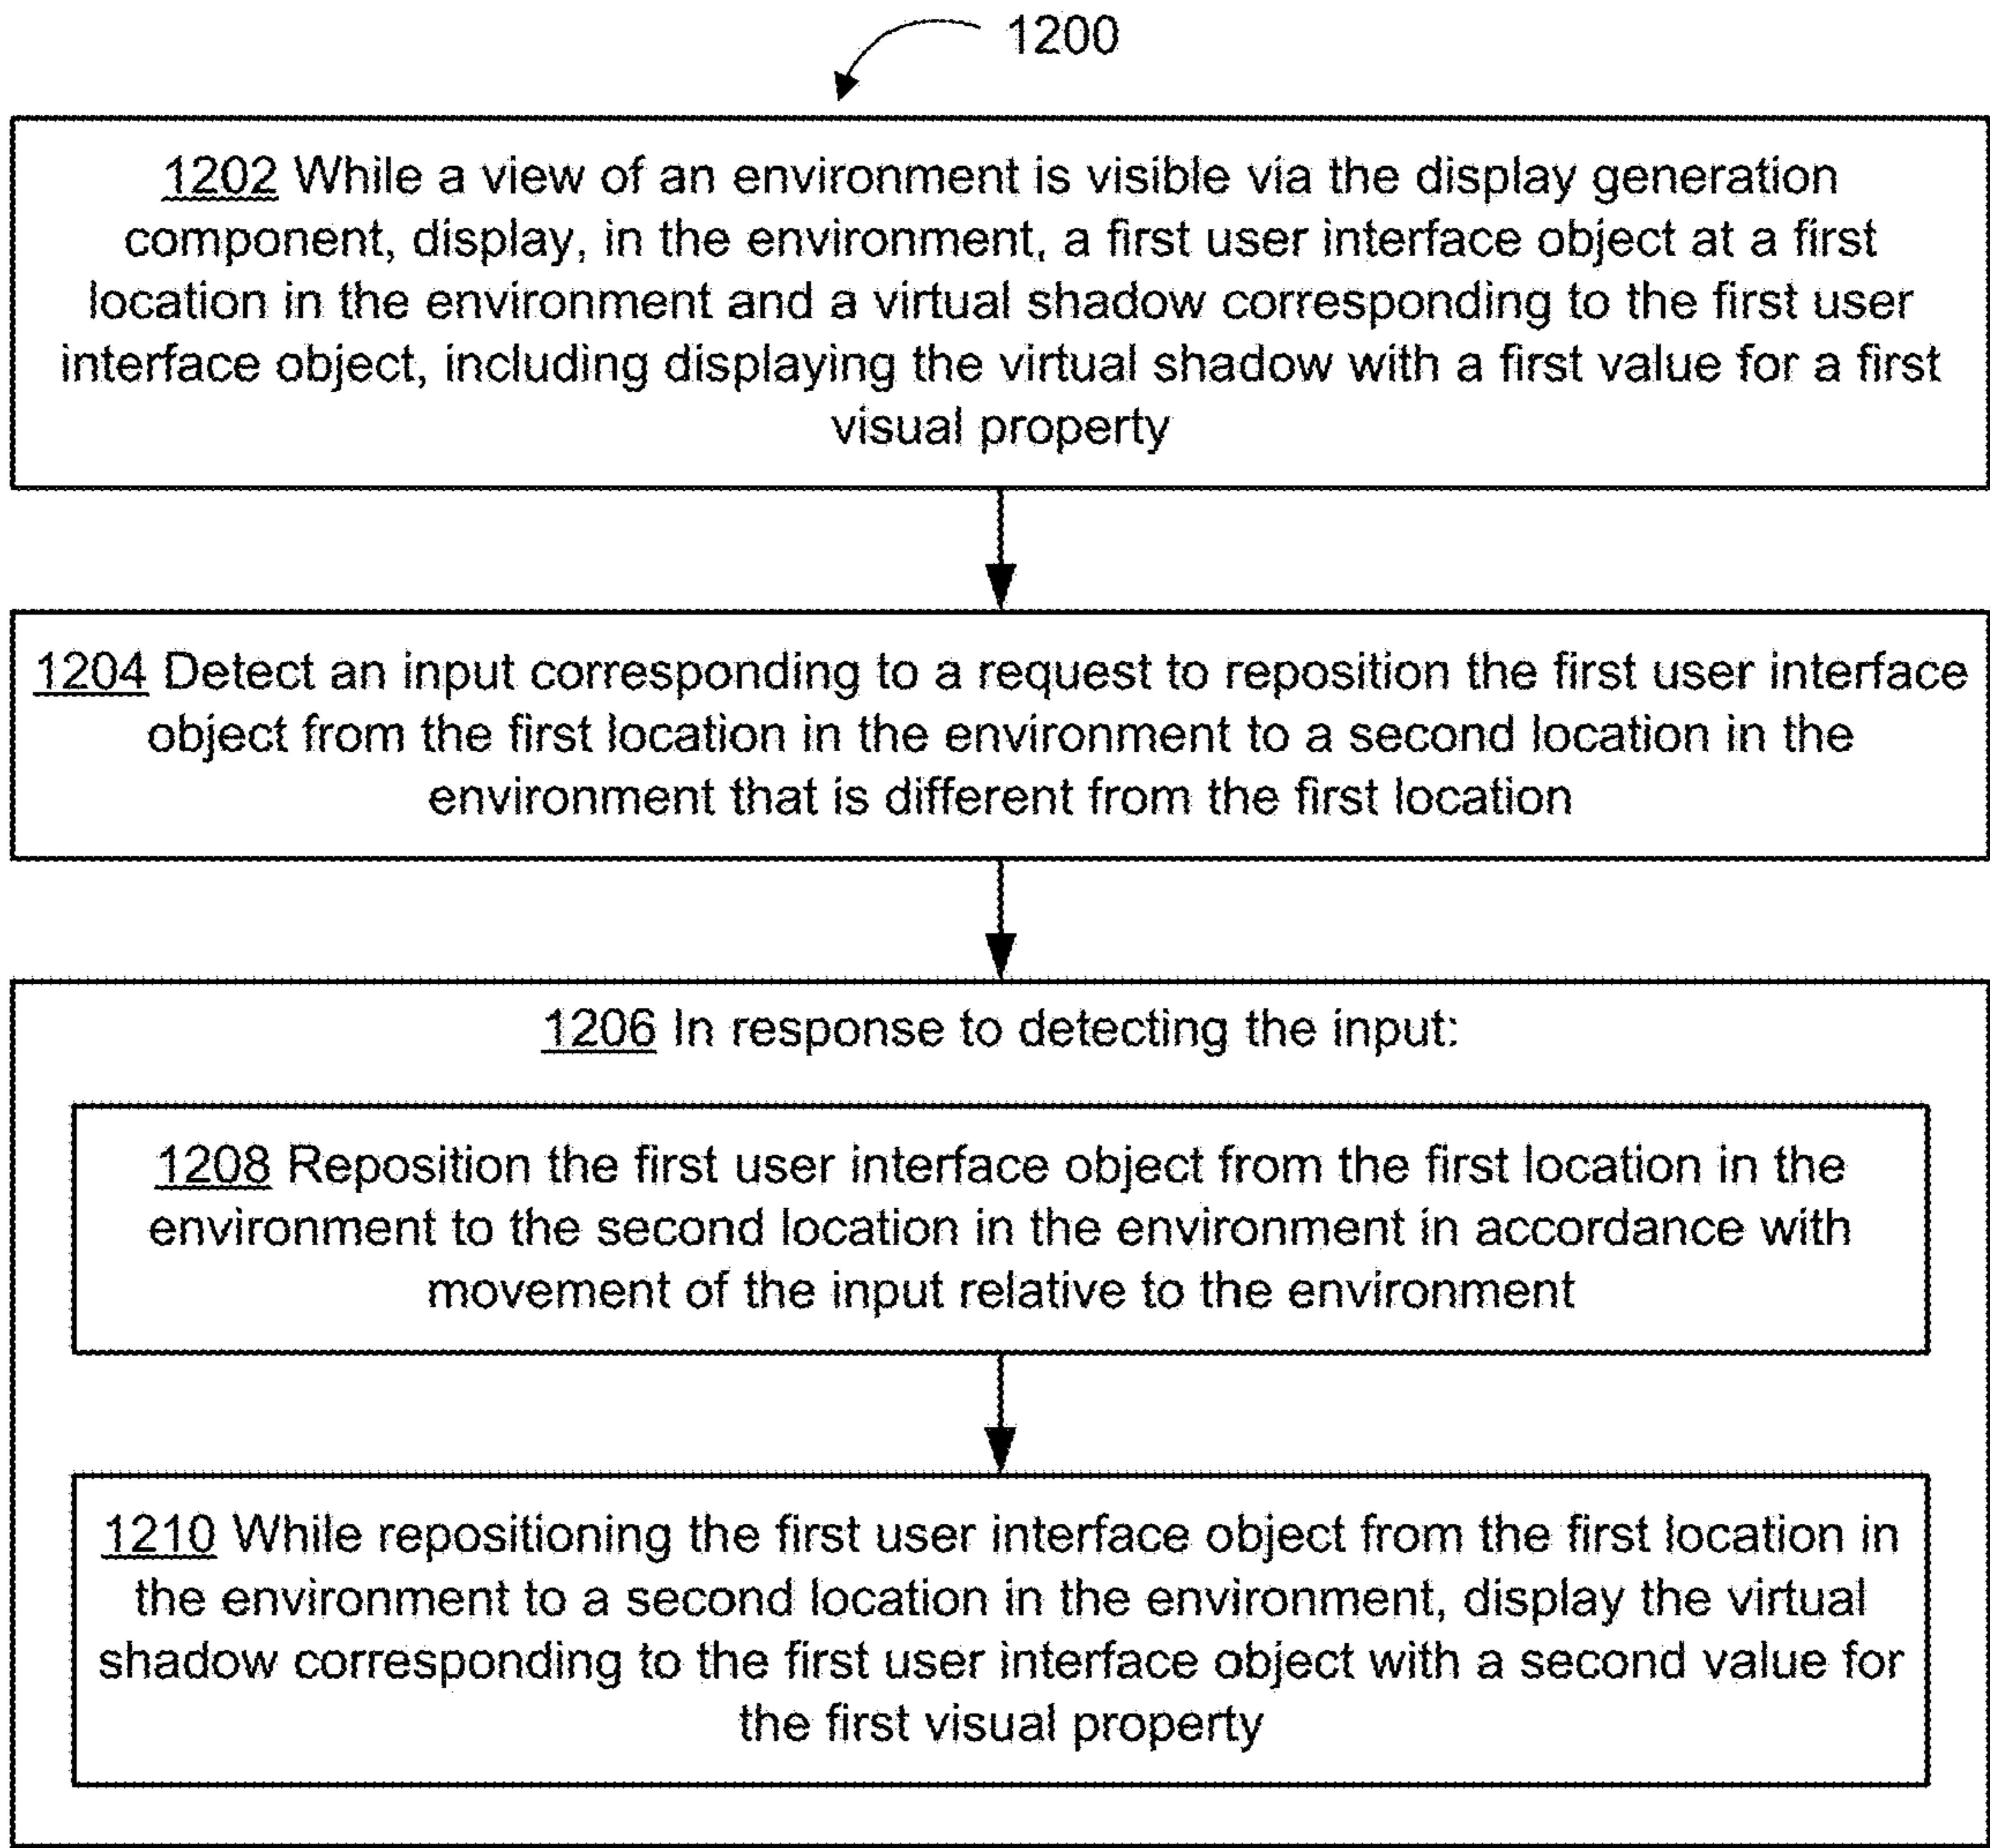 1200
1202 While a view of an environment is visible via the display generation
component, display, in the environment, a first user interface object at a first
location in the environment and a virtual shadow corresponding to the first user
interface object, including displaying the virtual shadow with a first value for a first
visual property
1204 Detect an input corresponding to a request to reposition the first user interface
object from the first location in the environment to a second location in the
environment that is different from the first location
1206 In response to detecting the input:
1208 Reposition the first user interface object from the first location in the
environment to the second location in the environment in accordance with
movement of the input relative to the environment
1210 While repositioning the first user interface object from the first location in
the environment to a second location in the environment, display the virtual
shadow corresponding to the first user interface object with a second value for
the first visual property